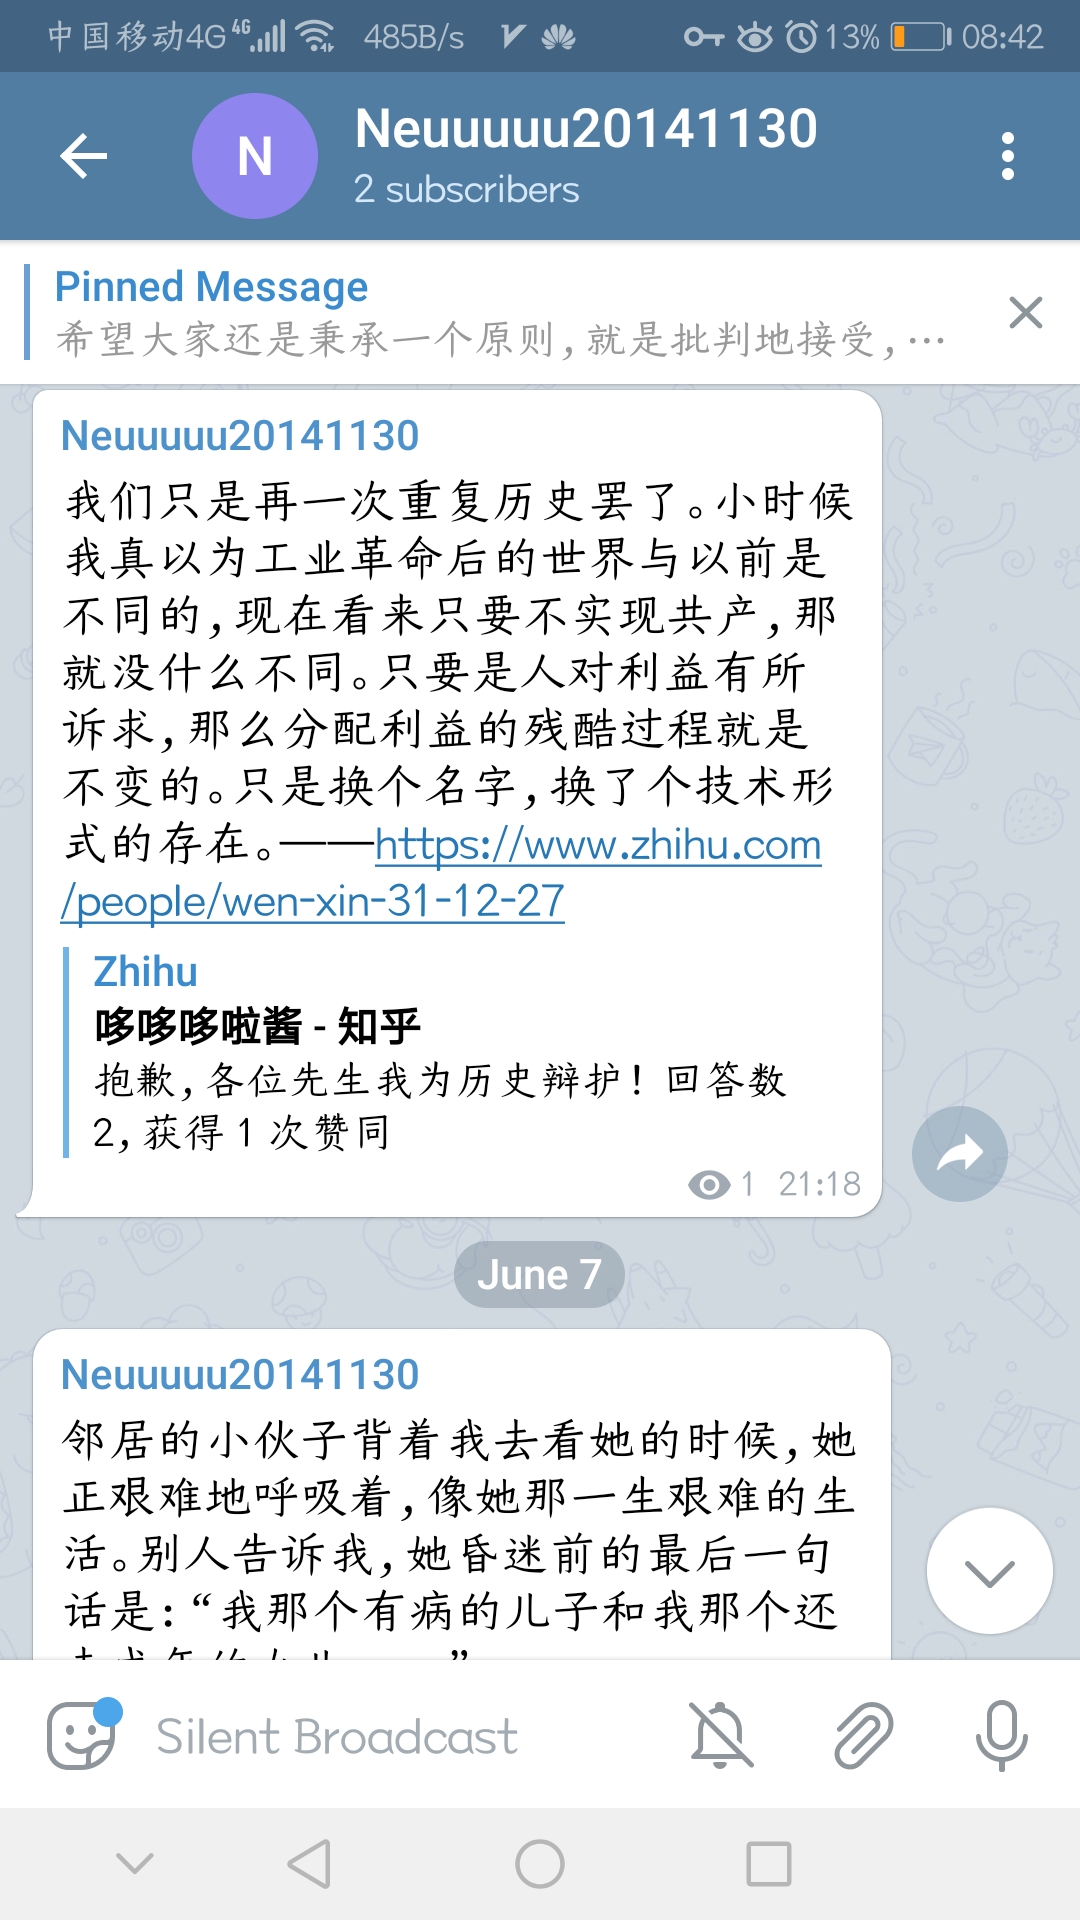 中国移动4G 4G 485B/s 13% 08:42
N
Neuuuuu20141130
2 subscribers
Pinned Message
希望大家还是秉承一个原则,就是批判地接受,…
Neuuuuu20141130
我们只是再一次重复历史罢了。小时候
我真以为工业革命后的世界与以前是
不同的,现在看来只要不实现共产,那
就没什么不同。只要是人对利益有所
诉求,那么分配利益的残酷过程就是
不变的。只是换个名字,换了个技术形
式的存在。——https://www.zhihu.com
/people/wen-xin-31-12-27
Zhihu
哆哆哆啦酱 - 知乎
抱歉,各位先生我为历史辩护!回答数
2,获得 1 次赞同
1 21:18
June 7
Neuuuuu20141130
邻居的小伙子背着我去看她的时候,她
正艰难地呼吸着,像她那一生艰难的生
活。别人告诉我,她昏迷前的最后一句
话是:“我那个有病的儿子和我那个还
Silent Broadcast